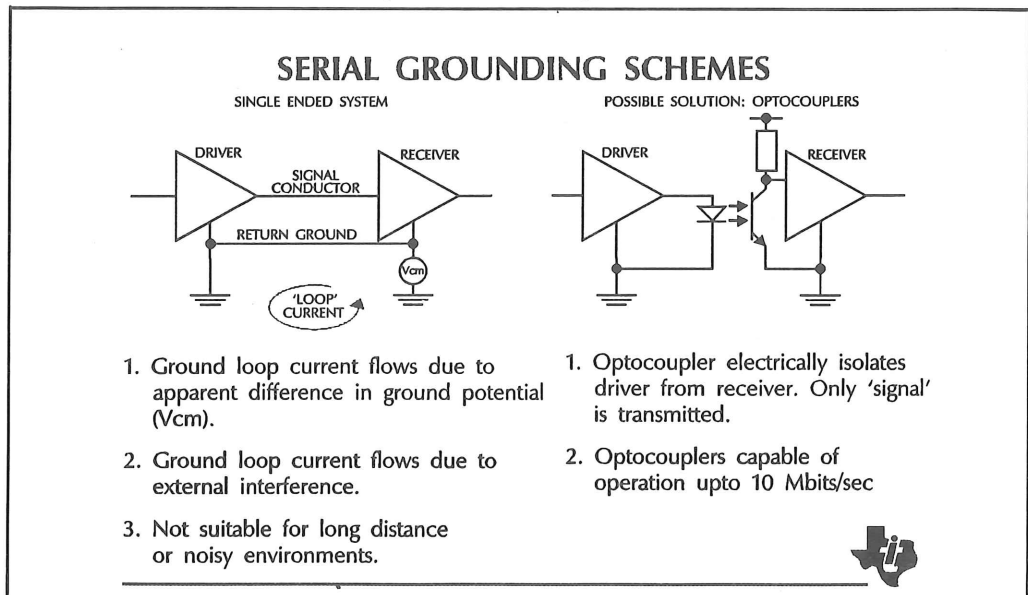 SERIAL GROUNDING SCHEMES
SINGLE ENDED SYSTEM
DRIVER
RECEIVER
SIGNAL
CONDUCTOR
RETURN GROUND
Vcm
'LOOP'
CURRENT
1. Ground loop current flows due to
apparent difference in ground potential
(Vcm).
2. Ground loop current flows due to
external interference.
3. Not suitable for long distance
or noisy environments.
POSSIBLE SOLUTION: OPTOCOUPLERS
DRIVER
RECEIVER
1. Optocoupler electrically isolates
driver from receiver. Only 'signal'
is transmitted.
2. Optocouplers capable of
operation upto 10 Mbits/sec